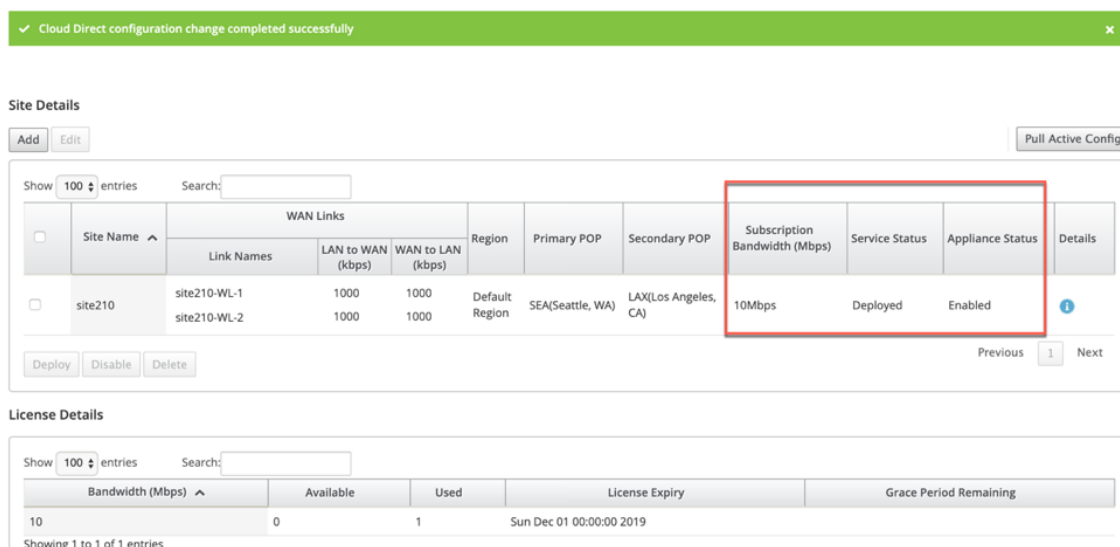 Cloud Direct configuration change completed successfully
Site Details
Add Edit Pull Active Config
Show 100 entries Search:
Site Name WAN Links Region Primary POP Secondary POP Subscription Bandwidth (Mbps) Service Status Appliance Status Details
Link Names LAN to WAN (kbps) WAN to LAN (kbps)
site210 site210-WL-1 1000 1000 Default Region SEA(Seattle, WA) LAX(Los Angeles, CA) 10Mbps Deployed Enabled
site210-WL-2 1000 1000
Previous 1 Next
Deploy Disable Delete
License Details
Show 100 entries Search:
Bandwidth (Mbps) Available Used License Expiry Grace Period Remaining
10 0 1 Sun Dec 01 00:00:00 2019
Showing 1 to 1 of 1 entries